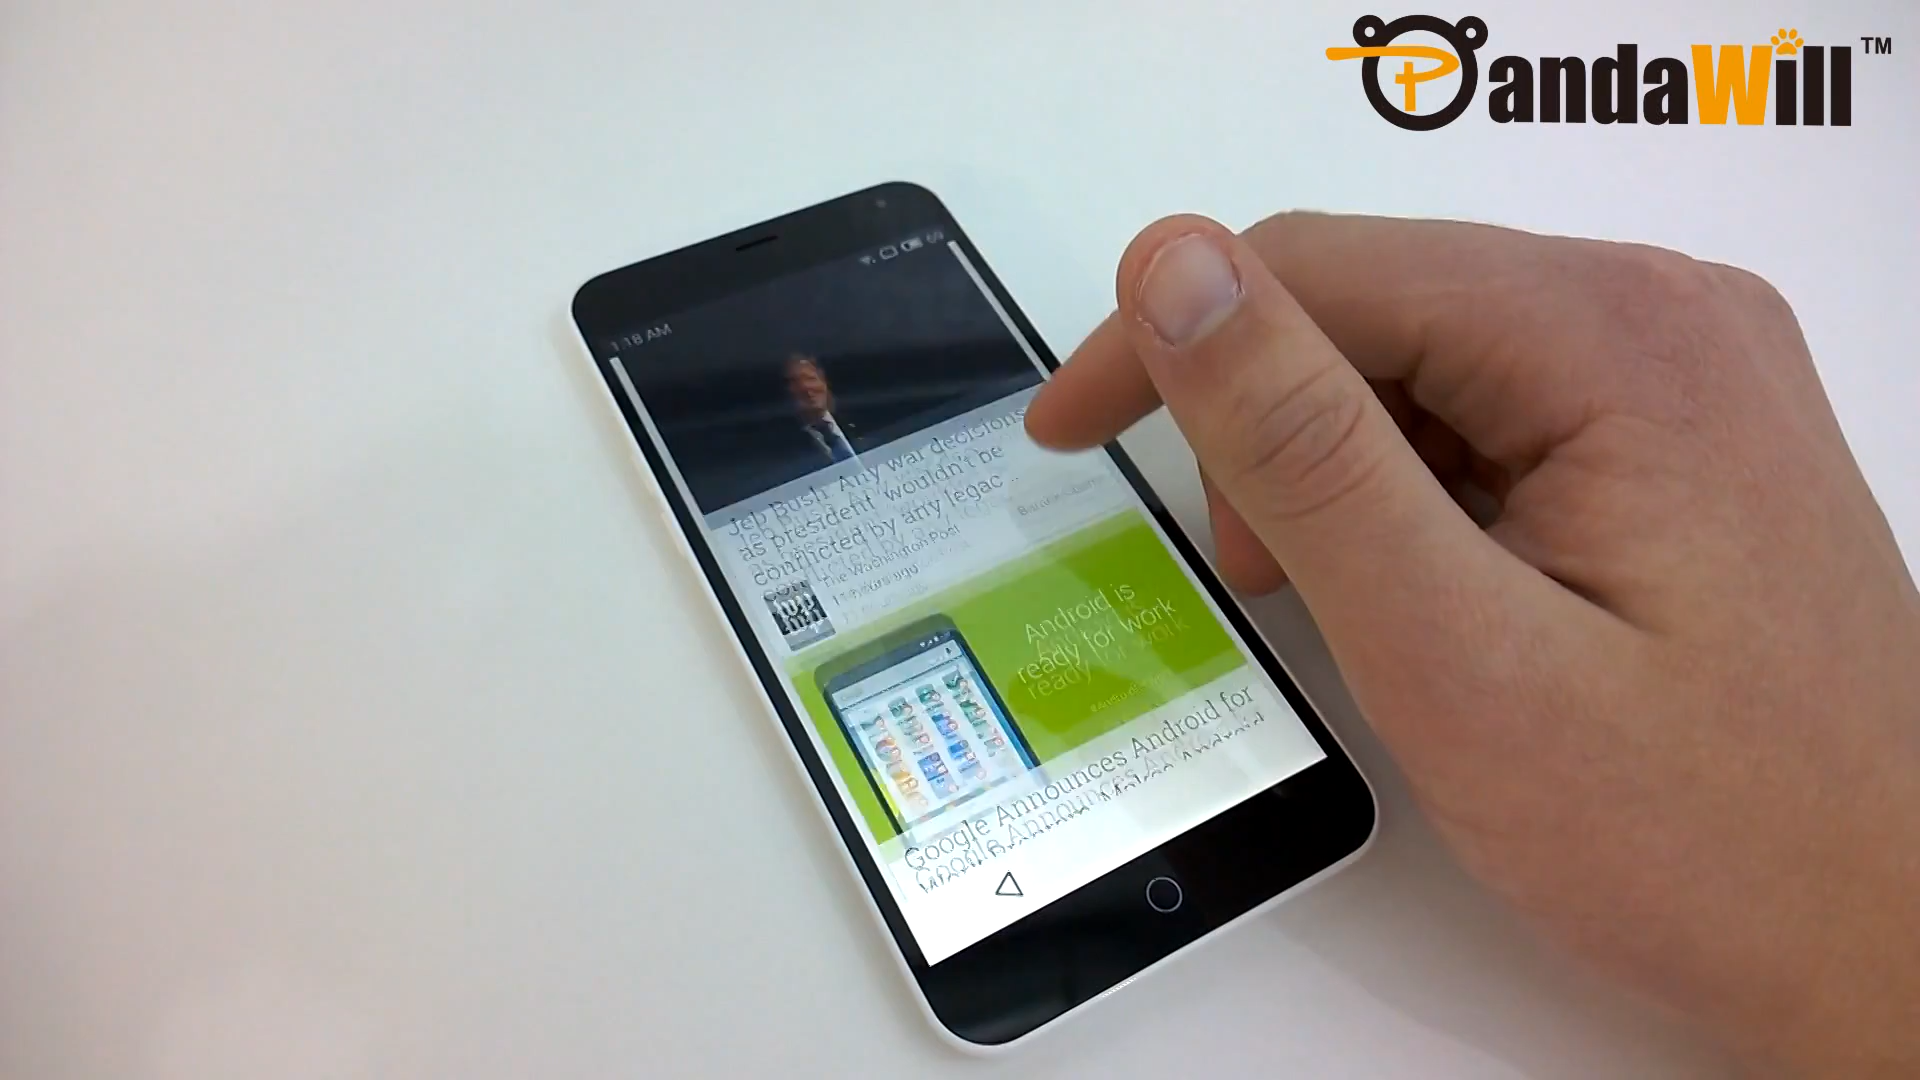 PandaWill™
1:18 AM
69
Jeb Bush: Any war decisions
as president wouldn't be
conflicted by any legac...
The Washington Post
Android is
ready for work
Google Announces Android for